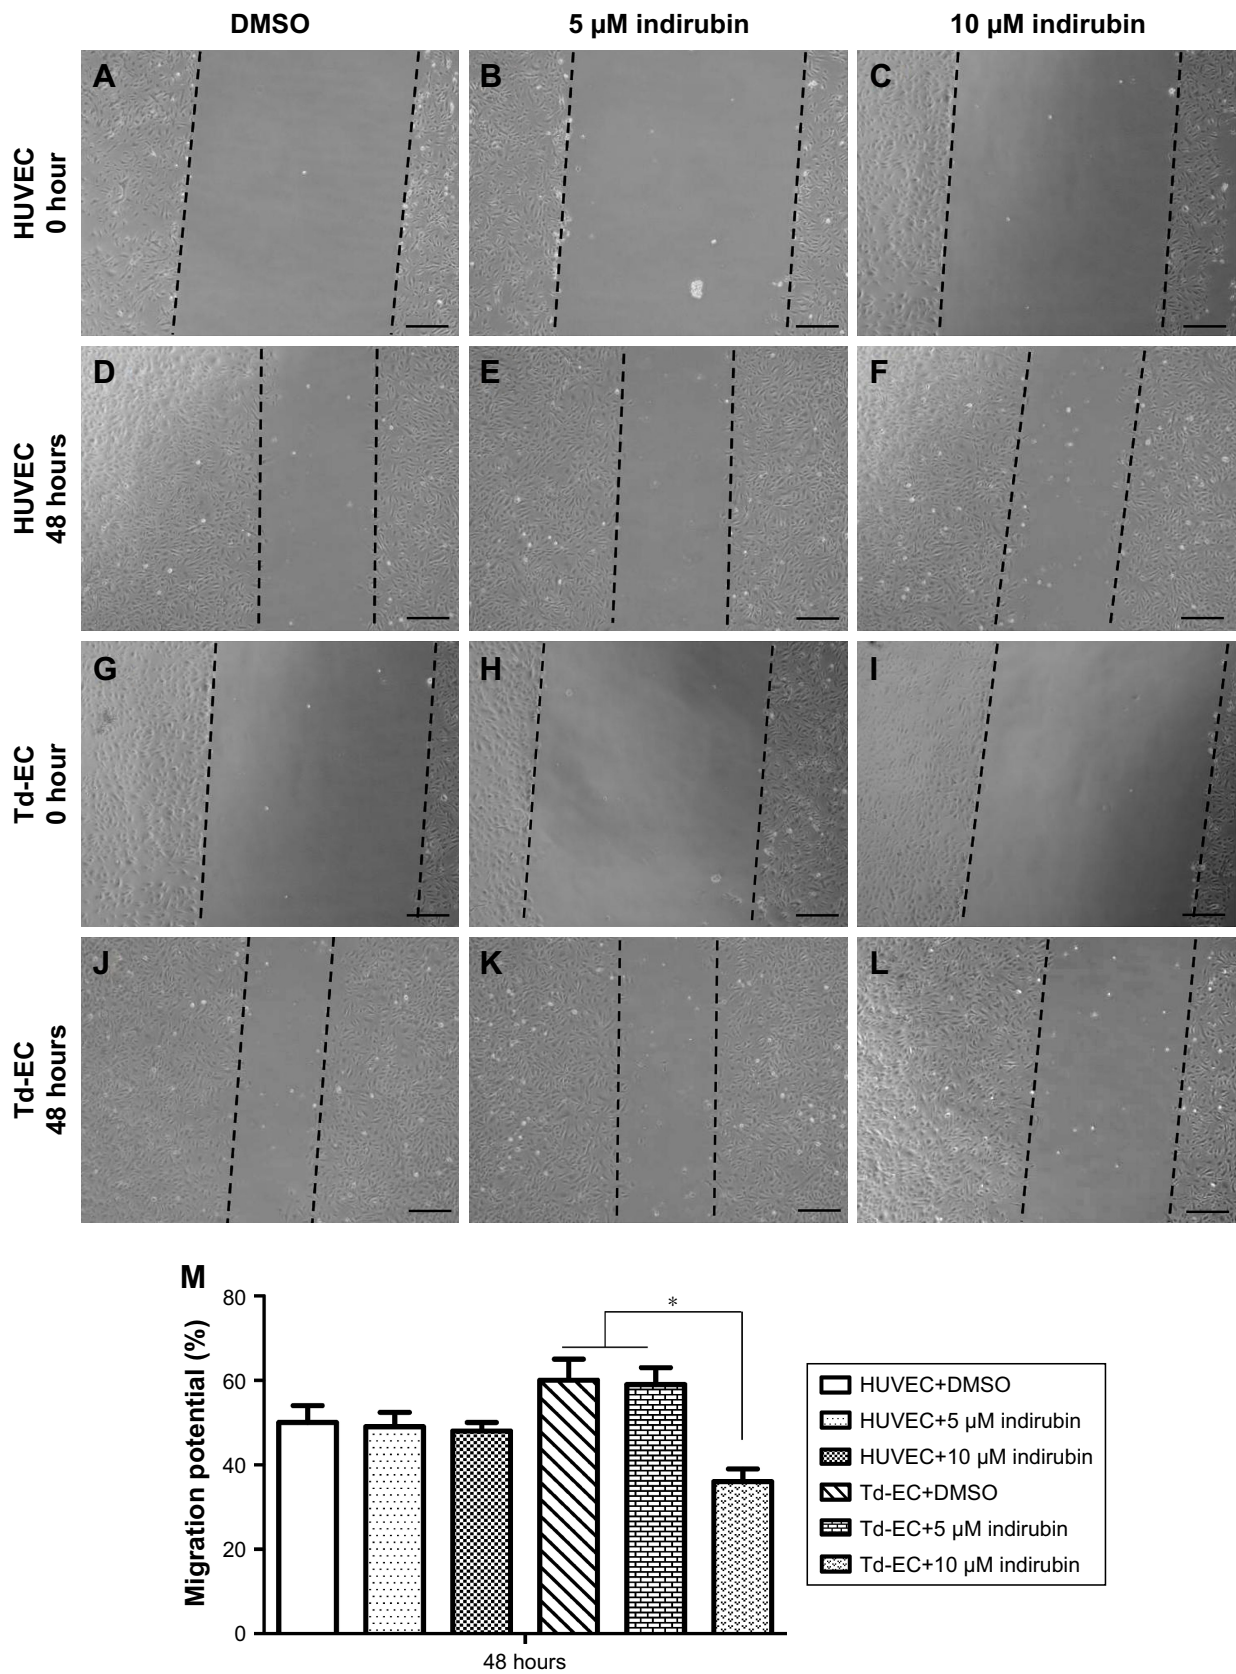 DMSO
5 µM indirubin
10 µM indirubin
HUVEC
0 hour
A
B
C
HUVEC
48 hours
D
E
F
Td-EC
0 hour
G
H
I
Td-EC
48 hours
J
K
L
M
Migration potential (%)
80
60
40
20
0
*
48 hours
HUVEC+DMSO
HUVEC+5 µM indirubin
HUVEC+10 µM indirubin
Td-EC+DMSO
Td-EC+5 µM indirubin
Td-EC+10 µM indirubin